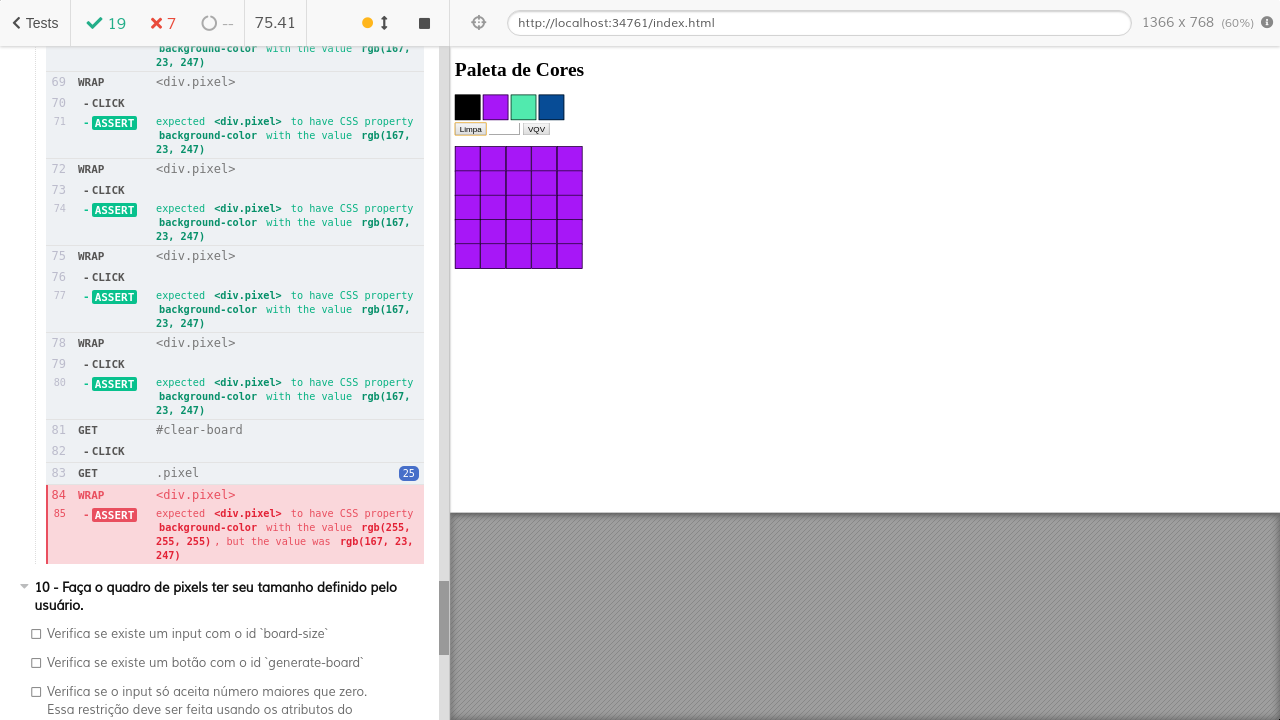 Tests 19 7 -- 75.41 http://localhost:34761/index.html 1366 x 768 (60%)
background-color with the value rgb(167,
23, 247)
69 WRAP <div.pixel>
70 - CLICK
71 - ASSERT expected <div.pixel> to have CSS property
background-color with the value rgb(167,
23, 247)
72 WRAP <div.pixel>
73 - CLICK
74 - ASSERT expected <div.pixel> to have CSS property
background-color with the value rgb(167,
23, 247)
75 WRAP <div.pixel>
76 - CLICK
77 - ASSERT expected <div.pixel> to have CSS property
background-color with the value rgb(167,
23, 247)
78 WRAP <div.pixel>
79 - CLICK
80 - ASSERT expected <div.pixel> to have CSS property
background-color with the value rgb(167,
23, 247)
81 GET #clear-board
82 - CLICK
83 GET .pixel 25
84 WRAP <div.pixel>
85 - ASSERT expected <div.pixel> to have CSS property
background-color with the value rgb(255,
255, 255) , but the value was rgb(167, 23,
247)
10 - Faça o quadro de pixels ter seu tamanho definido pelo
usuário.
Verifica se existe um input com o id `board-size`
Verifica se existe um botão com o id `generate-board`
Verifica se o input só aceita número maiores que zero.
Essa restrição deve ser feita usando os atributos do
Paleta de Cores
Limpa VQV